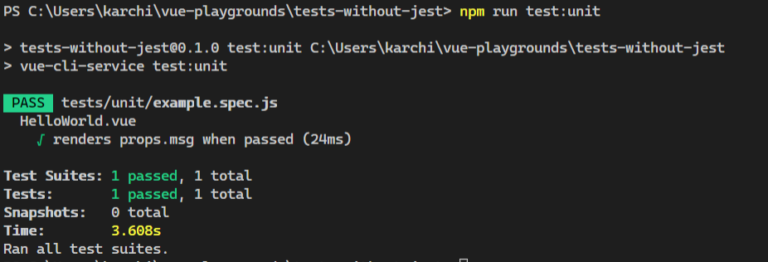 PS C:\Users\karchi\vue-playgrounds\tests-without-jest> npm run test:unit
> tests-without-jest@0.1.0 test:unit C:\Users\karchi\vue-playgrounds\tests-without-jest
> vue-cli-service test:unit
PASS tests/unit/example.spec.js
HelloWorld.vue
√ renders props.msg when passed (24ms)
Test Suites: 1 passed, 1 total
Tests: 1 passed, 1 total
Snapshots: 0 total
Time: 3.608s
Ran all test suites.